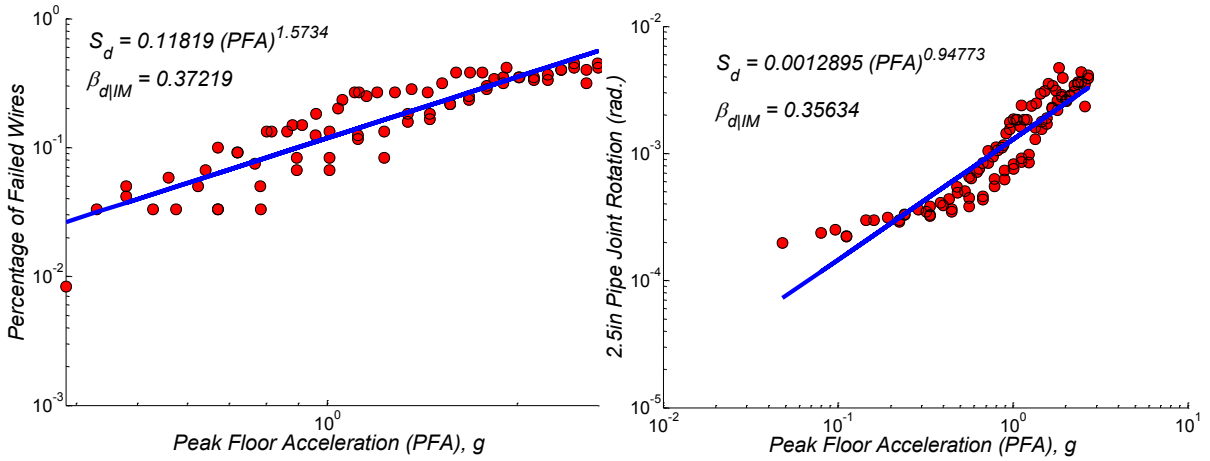 10^0
S_d = 0.11819 (PFA)^1.5734
β_d|IM = 0.37219
10^-1
10^-2
10^-3
Percentage of Failed Wires
10^0
Peak Floor Acceleration (PFA), g
10^-2
S_d = 0.0012895 (PFA)^0.94773
β_d|IM = 0.35634
10^-3
10^-4
10^-5
2.5in Pipe Joint Rotation (rad.)
10^-2 10^-1 10^0 10^1
Peak Floor Acceleration (PFA), g